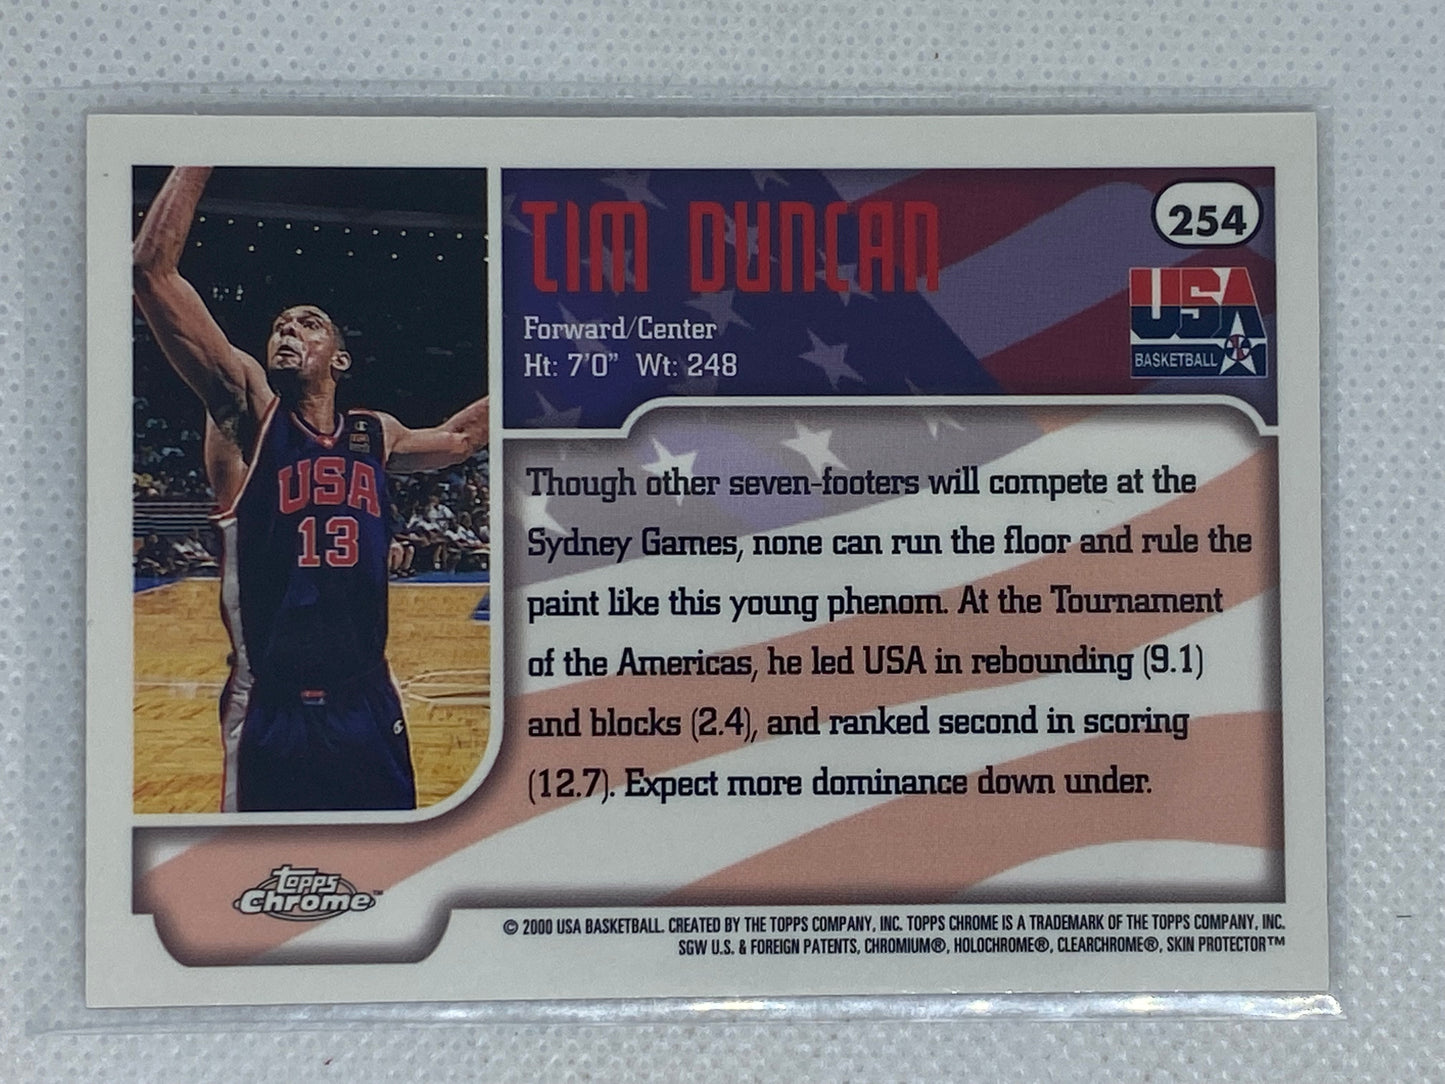 TIM DUNCAN
254
Forward/Center
Ht: 7'0" Wt: 248
USA
BASKETBALL
USA
13
Though other seven-footers will compete at the
Sydney Games, none can run the floor and rule the
paint like this young phenom. At the Tournament
of the Americas, he led USA in rebounding (9.1)
and blocks (2.4), and ranked second in scoring
(12.7). Expect more dominance down under.
Topps
Chrome™
© 2000 USA BASKETBALL. CREATED BY THE TOPPS COMPANY, INC. TOPPS CHROME IS A TRADEMARK OF THE TOPPS COMPANY, INC.
SGW U.S. & FOREIGN PATENTS, CHROMIUM®, HOLOCHROME®, CLEARCHROME®, SKIN PROTECTOR™